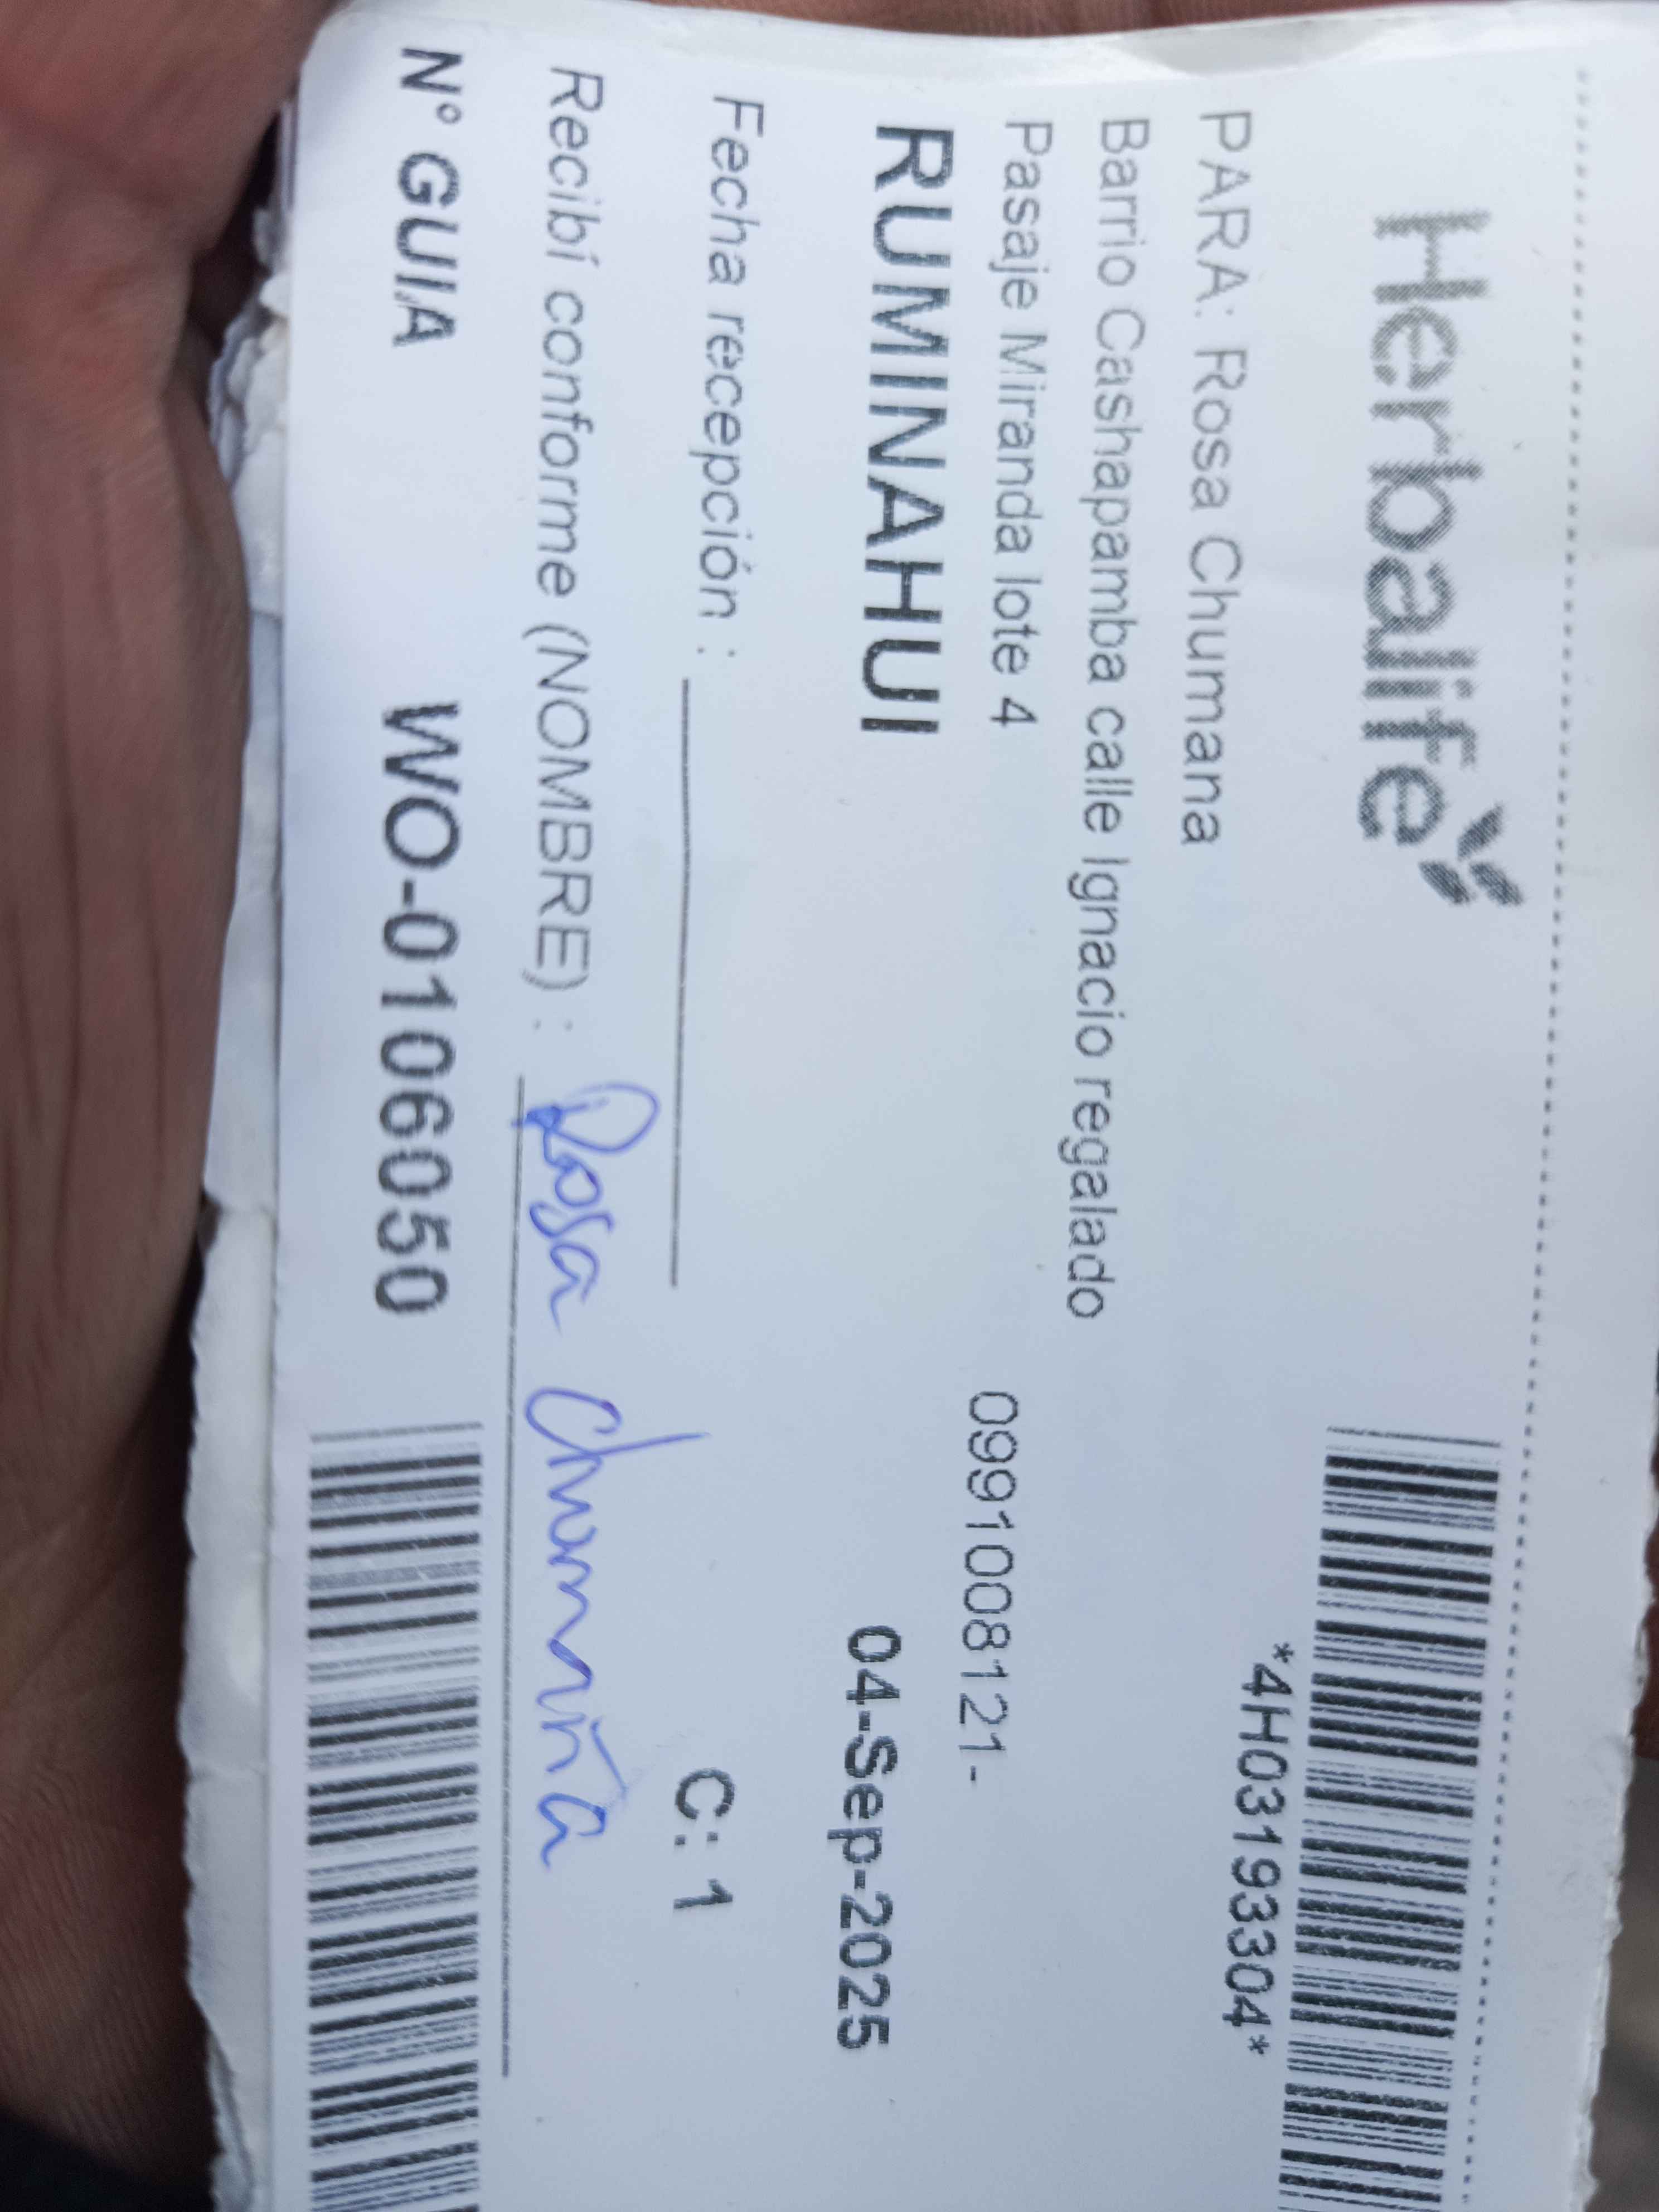 Herbalife
*4H03193304*
PARA: Rosa Chumana
Barrio Cashapamba calle Ignacio regalado
Pasaje Miranda lote 4 0991008121-
RUMINAHUI 04-Sep-2025
Fecha recepción : C: 1
Recibí conforme (NOMBRE) : Rosa Chumaña
N° GUIA WO-0106050